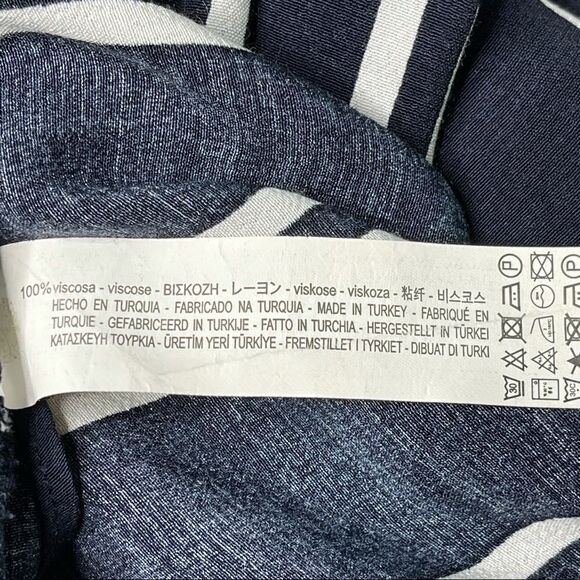 100% viscosa - viscose - ΒΙΣΚΟΖΗ - レーヨン - viskose - viskoza - 粘纤 - 비스코스
HECHO EN TURQUIA - FABRICADO NA TURQUIA - MADE IN TURKEY - FABRIQUÉ EN
TURQUIE - GEFABRICEERD IN TURKIJE - FATTO IN TURCHIA - HERGESTELLT IN TÜRKEI
ΚΑΤΑΣΚΕΥΗ ΤΟΥΡΚΙΑ - ÜRETİM YERİ TÜRKİYE - FREMSTILLET I TYRKIET - DIBUAT DI TURKI